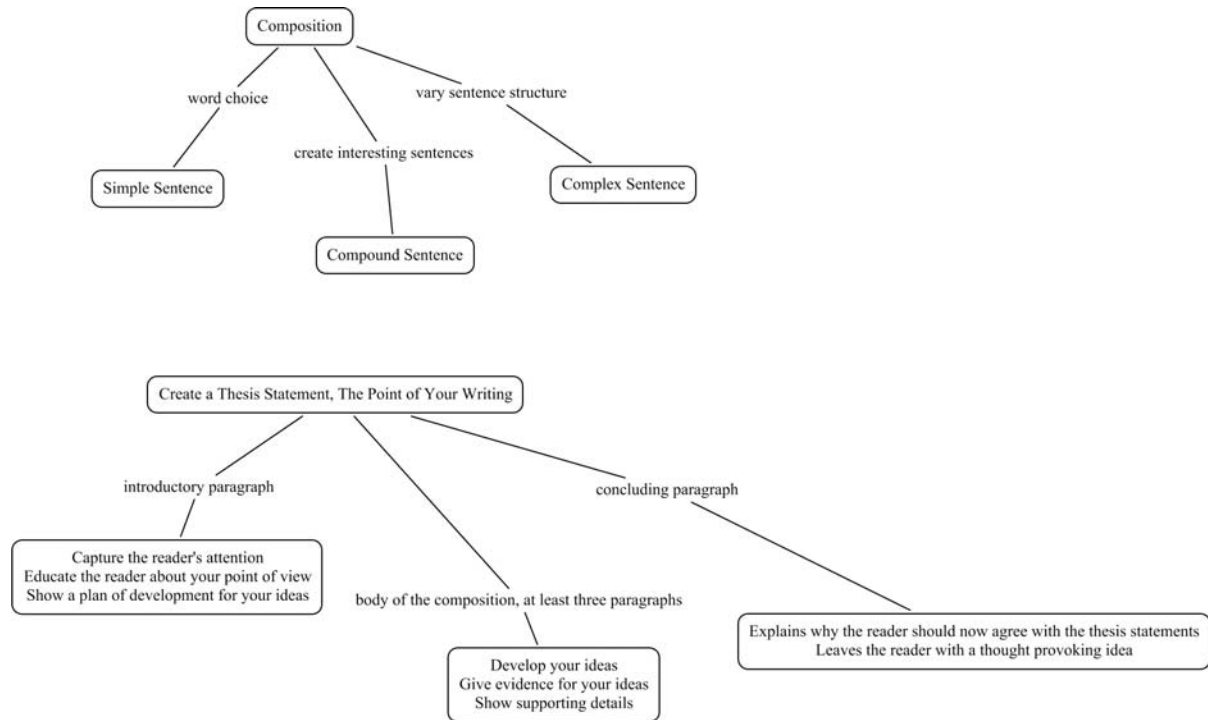 Composition
word choice
vary sentence structure
create interesting sentences
Simple Sentence
Complex Sentence
Compound Sentence
Create a Thesis Statement, The Point of Your Writing
introductory paragraph
concluding paragraph
Capture the reader's attention
Educate the reader about your point of view
Show a plan of development for your ideas
body of the composition, at least three paragraphs
Explains why the reader should now agree with the thesis statements
Leaves the reader with a thought provoking idea
Develop your ideas
Give evidence for your ideas
Show supporting details